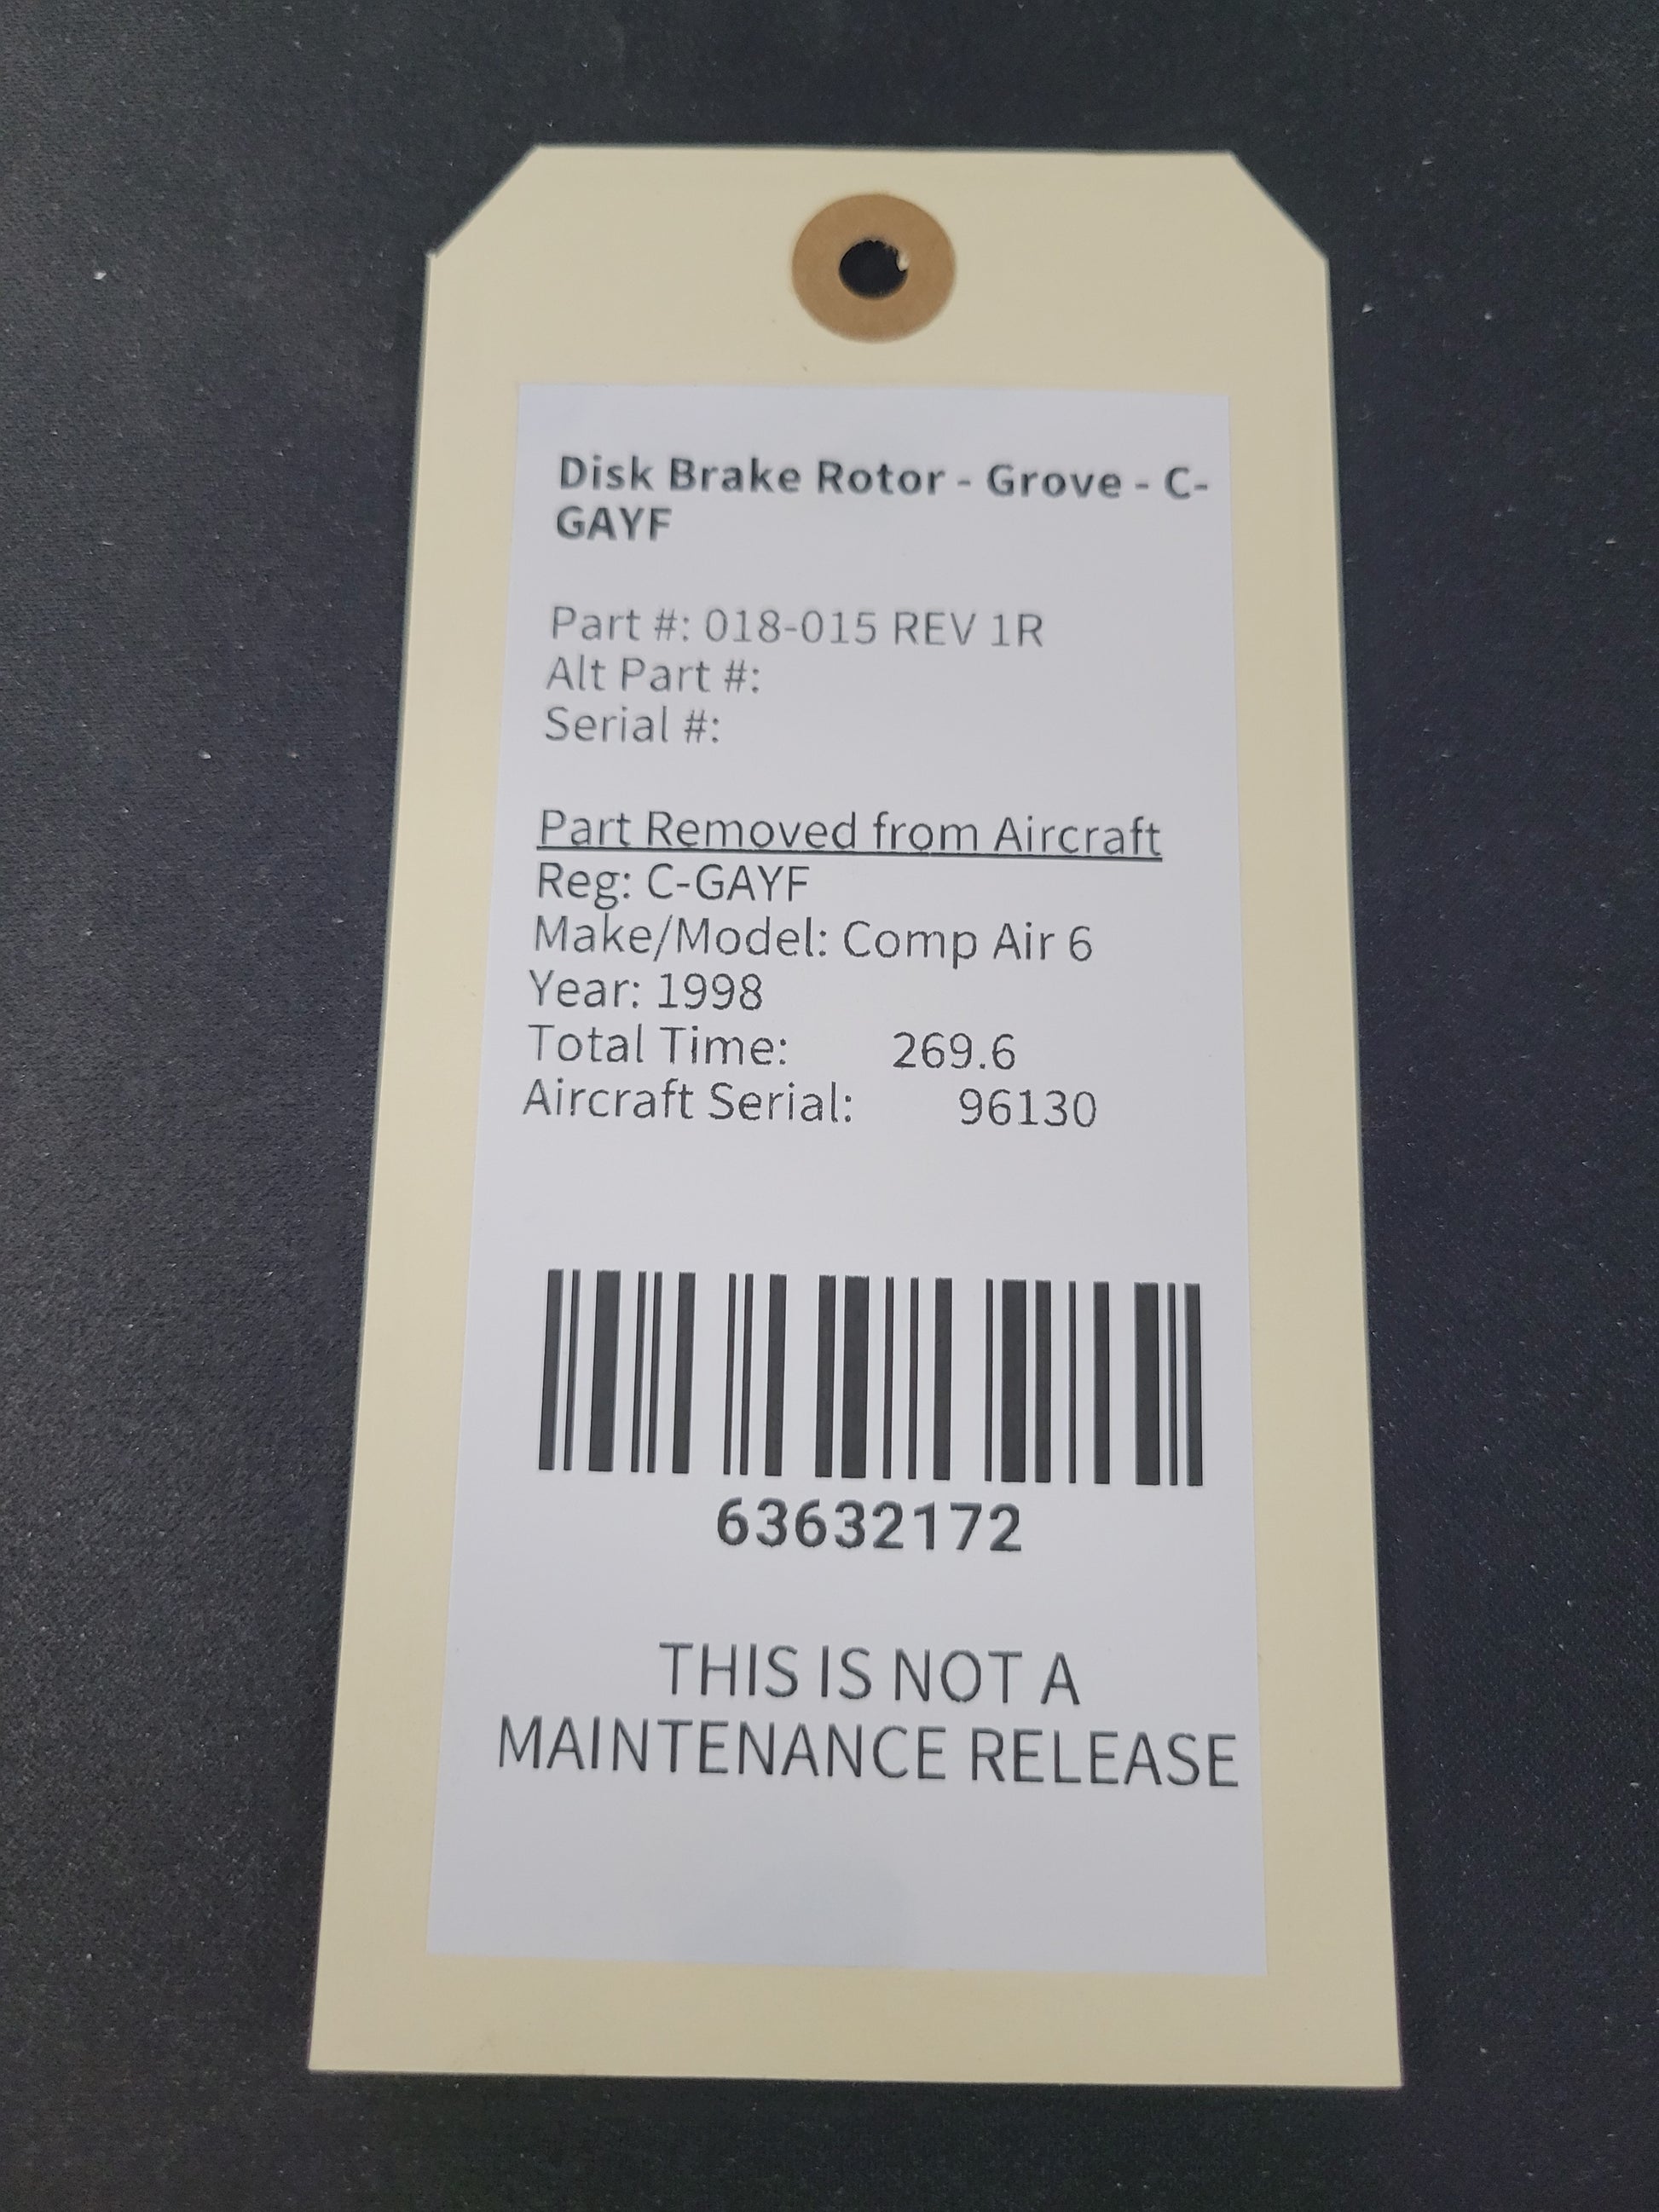 Disk Brake Rotor - Grove - C-
GAYF
Part #: 018-015 REV 1R
Alt Part #:
Serial #:
Part Removed from Aircraft
Reg: C-GAYF
Make/Model: Comp Air 6
Year: 1998
Total Time: 269.6
Aircraft Serial: 96130
63632172
THIS IS NOT A
MAINTENANCE RELEASE